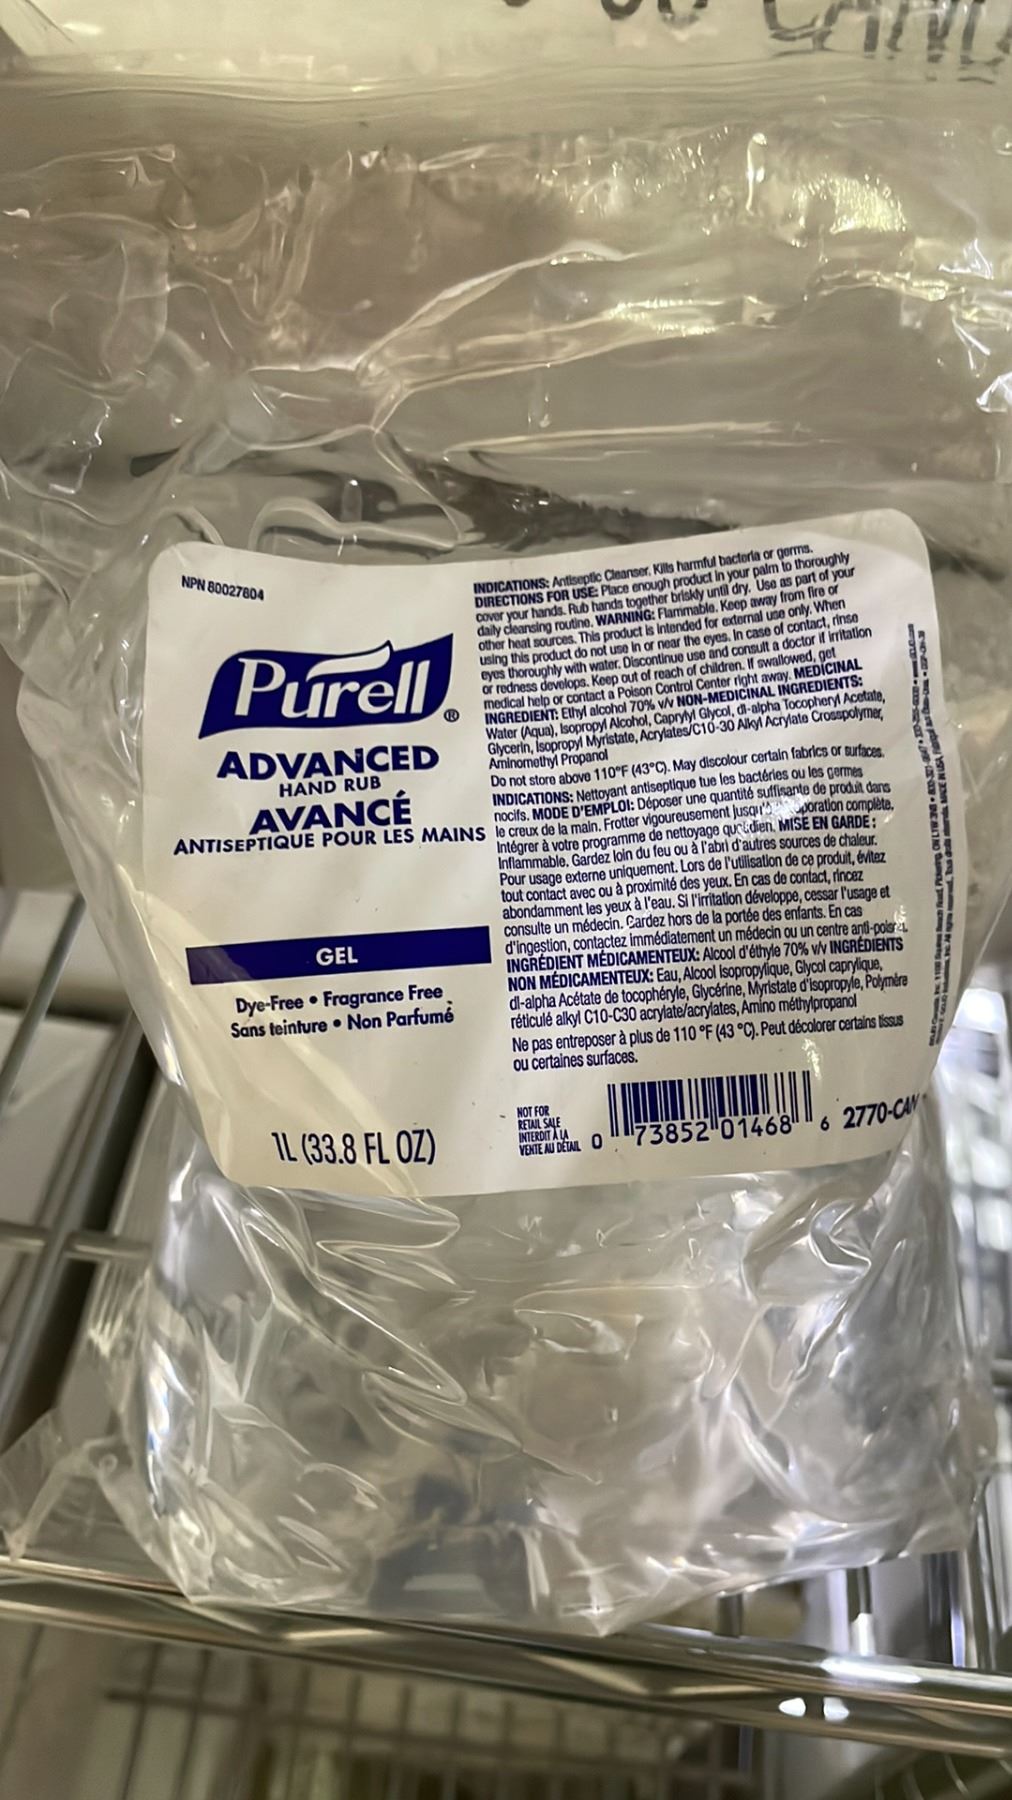 NPN 80027804
Purell®
ADVANCED
HAND RUB
AVANCÉ
ANTISEPTIQUE POUR LES MAINS
GEL
Dye-Free • Fragrance Free
Sans teinture • Non Parfumé
1L (33.8 FL OZ)
INDICATIONS: Antiseptic Cleanser, Kills harmful bacteria or germs.
DIRECTIONS FOR USE: Place enough product in your palm to thoroughly
cover your hands. Rub hands together briskly until dry. Use as part of your
daily cleansing routine. WARNING: Flammable. Keep away from fire or
other heat sources. This product is intended for external use only. When
using this product do not use in or near the eyes. In case of contact, rinse
eyes thoroughly with water. Discontinue use and consult a doctor if irritation
or redness develops. Keep out of reach of children. If swallowed, get
medical help or contact a Poison Control Center right away. MEDICINAL
INGREDIENT: Ethyl alcohol 70% v/v NON-MEDICINAL INGREDIENTS:
Water (Aqua), Isopropyl Alcohol, Caprylyl Glycol, dl-alpha Tocopheryl Acetate,
Glycerin, Isopropyl Myristate, Acrylates/C10-30 Alkyl Acrylate Crosspolymer,
Aminomethyl Propanol
Do not store above 110°F (43°C). May discolour certain fabrics or surfaces.
INDICATIONS: Nettoyant antiseptique tue les bactéries ou les germes
nocifs. MODE D'EMPLOI: Déposer une quantité suffisante de produit dans
le creux de la main. Frotter vigoureusement complète.
Intégrer à votre programme de nettoyage quotidien. MISE EN GARDE :
Inflammable. Gardez loin du feu ou à l'abri d'autres sources de chaleur.
Pour usage externe uniquement. Lors de l'utilisation de ce produit, évitez
tout contact avec ou à proximité des yeux. En cas de contact, rincez
abondamment les yeux à l'eau. Si l'irritation développe, cessar l'usage et
consulte un médecin. Gardez hors de la portée des enfants. En cas
d'ingestion, contactez immédiatement un médecin ou un centre anti-poison.
INGRÉDIENT MÉDICAMENTEUX: Alcool d'éthyle 70% v/v INGRÉDIENTS
NON MÉDICAMENTEUX: Eau, Alcool isopropylique, Glycol caprylique,
dl-alpha Acétate de tocophéryle, Glycérine, Myristate d'isopropyle, Polymère
réticulé alkyl C10-C30 acrylate/acrylates, Amino méthylpropanol
Ne pas entreposer à plus de 110 °F (43 °C). Peut décolorer certains tissus
ou certaines surfaces.
NOT FOR
RETAIL SALE
INTERDIT À LA
VENTE AU DÉTAIL
0 73852 01468 6
2770-CAN